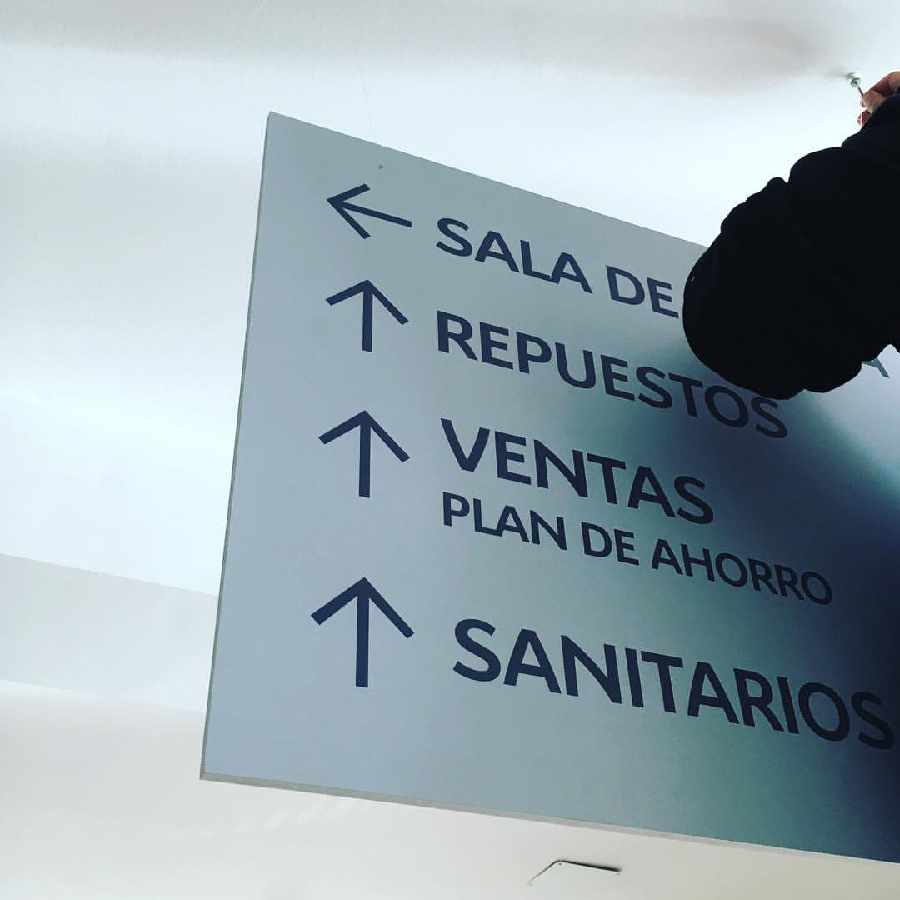 ← SALA DE
↑ REPUESTOS
↑ VENTAS
PLAN DE AHORRO
↑ SANITARIOS